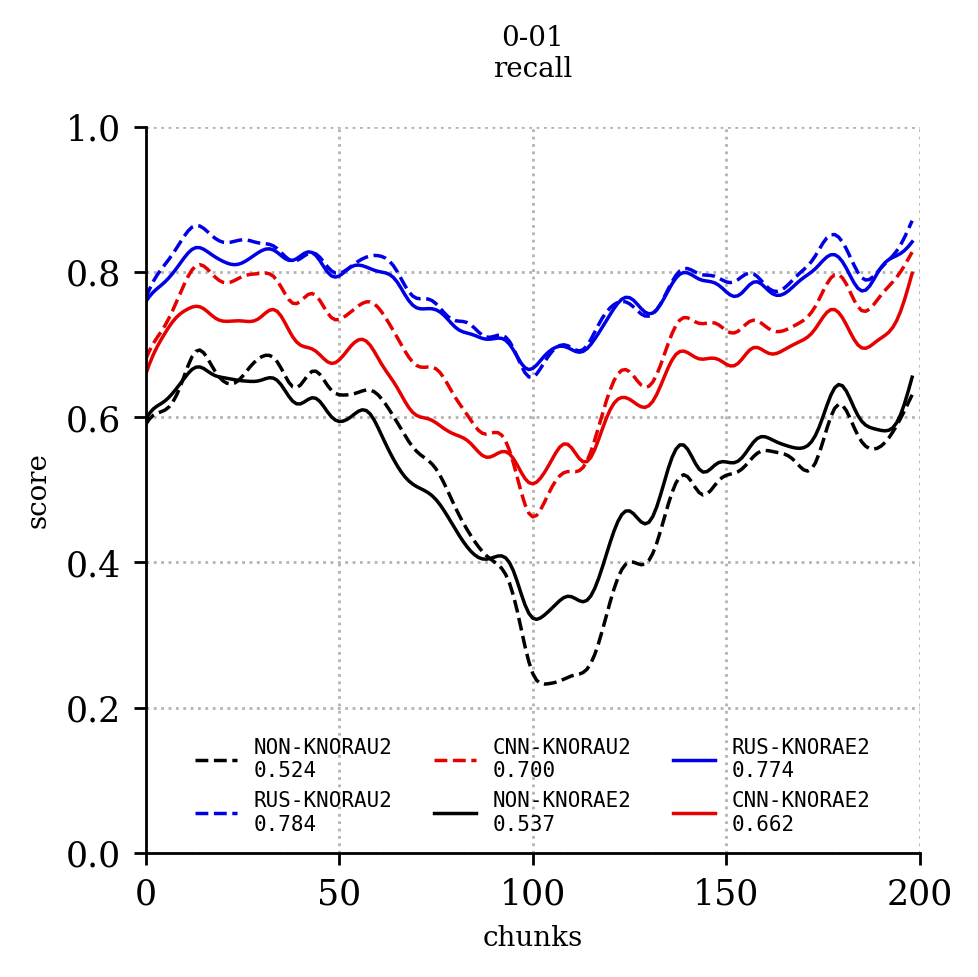 0-01
recall
1.0
0.8
0.6
0.4
0.2
0.0
score
NON-KNORAU2
0.524
RUS-KNORAU2
0.784
CNN-KNORAU2
0.700
NON-KNORAE2
0.537
RUS-KNORAE2
0.774
CNN-KNORAE2
0.662
0 50 100 150 200
chunks